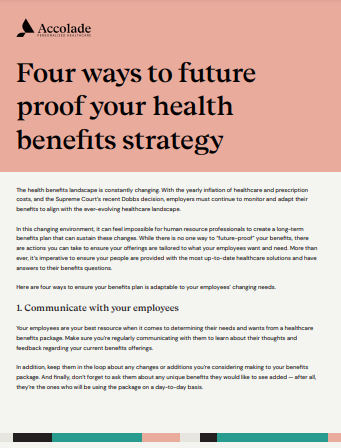 Accolade
PERSONALIZED HEALTHCARE
Four ways to future
proof your health
benefits strategy
The health benefits landscape is constantly changing. With the yearly inflation of healthcare and prescription
costs, and the Supreme Court's recent Dobbs decision, employers must continue to monitor and adapt their
benefits to align with the ever-evolving healthcare landscape.
In this changing environment, it can feel impossible for human resource professionals to create a long-term
benefits plan that can sustain these changes. While there is no one way to "future-proof" your benefits, there
are actions you can take to ensure your offerings are tailored to what your employees want and need. More than
ever, it's imperative to ensure your people are provided with the most up-to-date healthcare solutions and have
answers to their benefits questions.
Here are four ways to ensure your benefits plan is adaptable to your employees' changing needs.
1. Communicate with your employees
Your employees are your best resource when it comes to determining their needs and wants from a healthcare
benefits package. Make sure you're regularly communicating with them to learn about their thoughts and
feedback regarding your current benefits offerings.
In addition, keep them in the loop about any changes or additions you're considering to your benefits
package. And finally, don't forget to ask them about any unique benefits they would like to see added — after all,
they're the ones who will be using the package on a day-to-day basis.